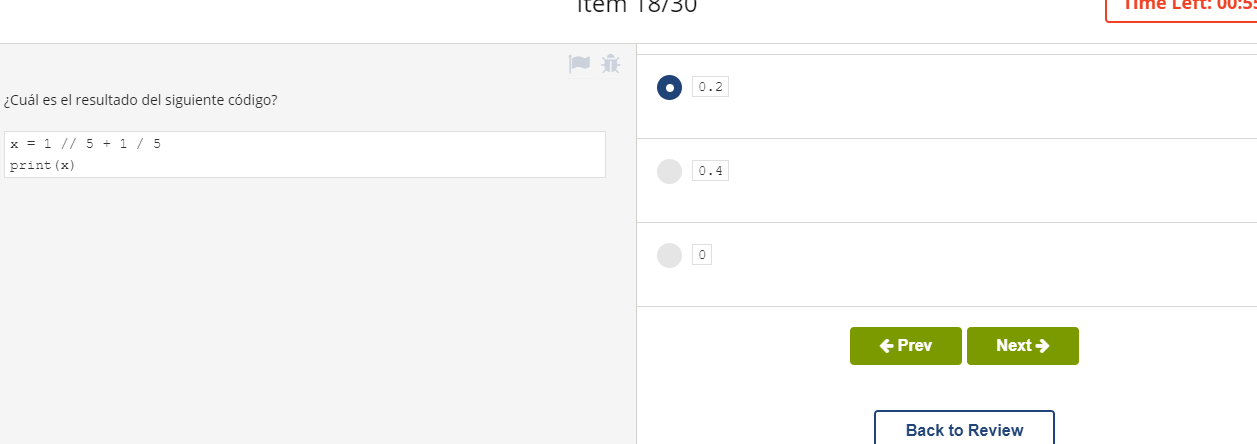 Item 18/30
Time Left: 00:55
¿Cuál es el resultado del siguiente código?
x = 1 // 5 + 1 / 5
print(x)
0.2
0.4
0
Prev
Next
Back to Review